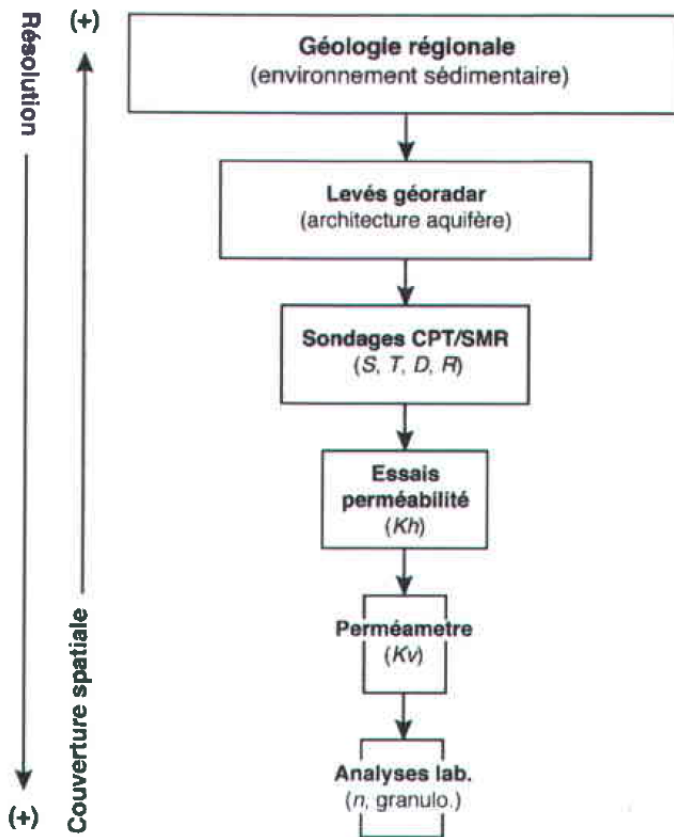 Résolution
(+)
(+)
Couverture spatiale
Géologie régionale
(environnement sédimentaire)
Levés géoradar
(architecture aquifère)
Sondages CPT/SMR
(S, T, D, R)
Essais
perméabilité
(Kh)
Perméametre
(Kv)
Analyses lab.
(n, granulo.)